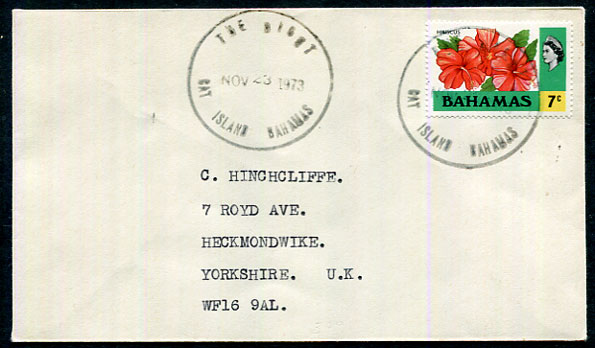 THE BIGHT
NOV 23 1973
CAT ISLAND BAHAMAS
HIBISCUS
BAHAMAS 7c
CAT ISLAND BAHAMAS
C. HINCHCLIFFE.
7 ROYD AVE.
HECKMONDWIKE.
YORKSHIRE. U.K.
WF16 9AL.